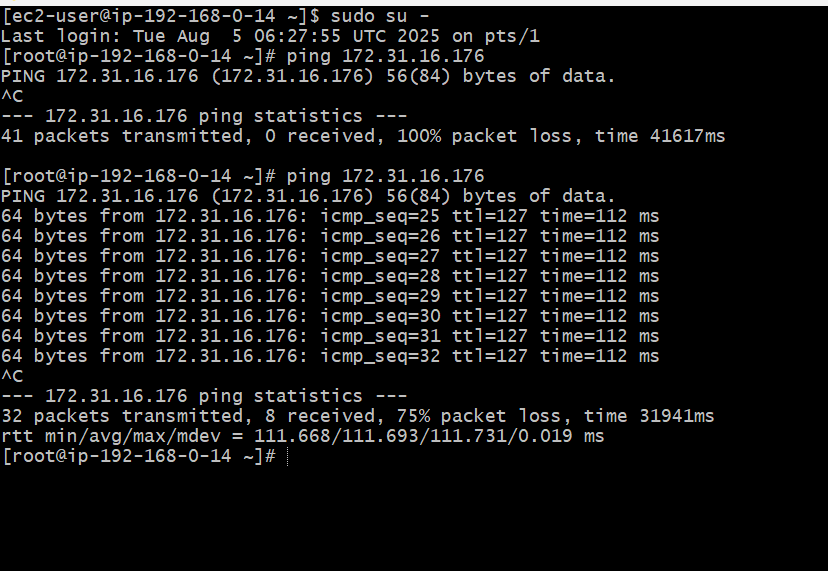 [ec2-user@ip-192-168-0-14 ~]$ sudo su -
Last login: Tue Aug  5 06:27:55 UTC 2025 on pts/1
[root@ip-192-168-0-14 ~]# ping 172.31.16.176
PING 172.31.16.176 (172.31.16.176) 56(84) bytes of data.
^C
--- 172.31.16.176 ping statistics ---
41 packets transmitted, 0 received, 100% packet loss, time 41617ms
[root@ip-192-168-0-14 ~]# ping 172.31.16.176
PING 172.31.16.176 (172.31.16.176) 56(84) bytes of data.
64 bytes from 172.31.16.176: icmp_seq=25 ttl=127 time=112 ms
64 bytes from 172.31.16.176: icmp_seq=26 ttl=127 time=112 ms
64 bytes from 172.31.16.176: icmp_seq=27 ttl=127 time=112 ms
64 bytes from 172.31.16.176: icmp_seq=28 ttl=127 time=112 ms
64 bytes from 172.31.16.176: icmp_seq=29 ttl=127 time=112 ms
64 bytes from 172.31.16.176: icmp_seq=30 ttl=127 time=112 ms
64 bytes from 172.31.16.176: icmp_seq=31 ttl=127 time=112 ms
64 bytes from 172.31.16.176: icmp_seq=32 ttl=127 time=112 ms
^C
--- 172.31.16.176 ping statistics ---
32 packets transmitted, 8 received, 75% packet loss, time 31941ms
rtt min/avg/max/mdev = 111.668/111.693/111.731/0.019 ms
[root@ip-192-168-0-14 ~]#